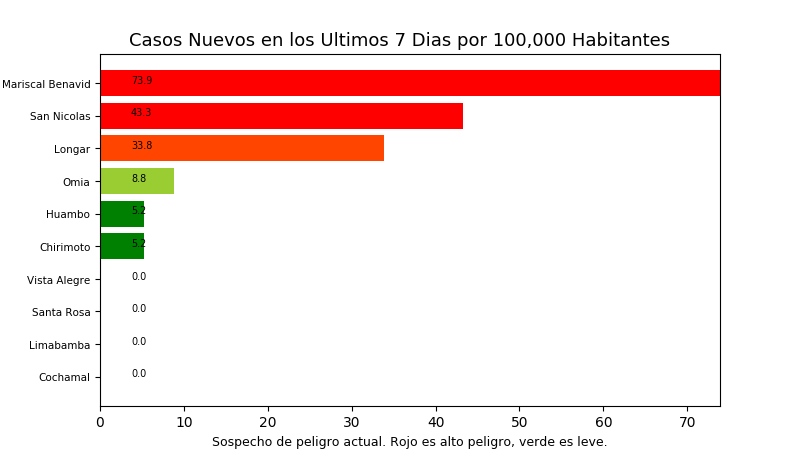 Casos Nuevos en los Ultimos 7 Dias por 100,000 Habitantes
Mariscal Benavid 73.9
San Nicolas 43.3
Longar 33.8
Omia 8.8
Huambo 5.2
Chirimoto 5.2
Vista Alegre 0.0
Santa Rosa 0.0
Limabamba 0.0
Cochamal 0.0
0 10 20 30 40 50 60 70
Sospecho de peligro actual. Rojo es alto peligro, verde es leve.